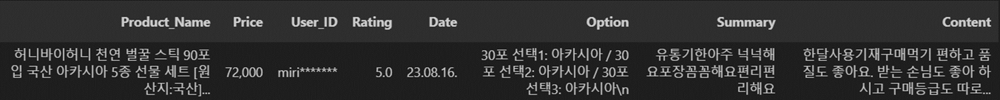 Product_Name Price User_ID Rating Date Option Summary Content
허니바이허니 천연 벌꿀 스틱 90포
입 국산 아카시아 5종 선물 세트 [원
산지:국산]...
72,000
miri*******
5.0
23.08.16.
30포 선택1: 아카시아 / 30
포 선택2: 아카시아 / 30포
선택3: 아카시아\n
유통기한아주 넉넉해
요포장꼼꼼해요편리편
리해요
한달사용기재구매먹기 편하고 품
질도 좋아요. 받는 손님도 좋아 하
시고 구매등급도 따로...